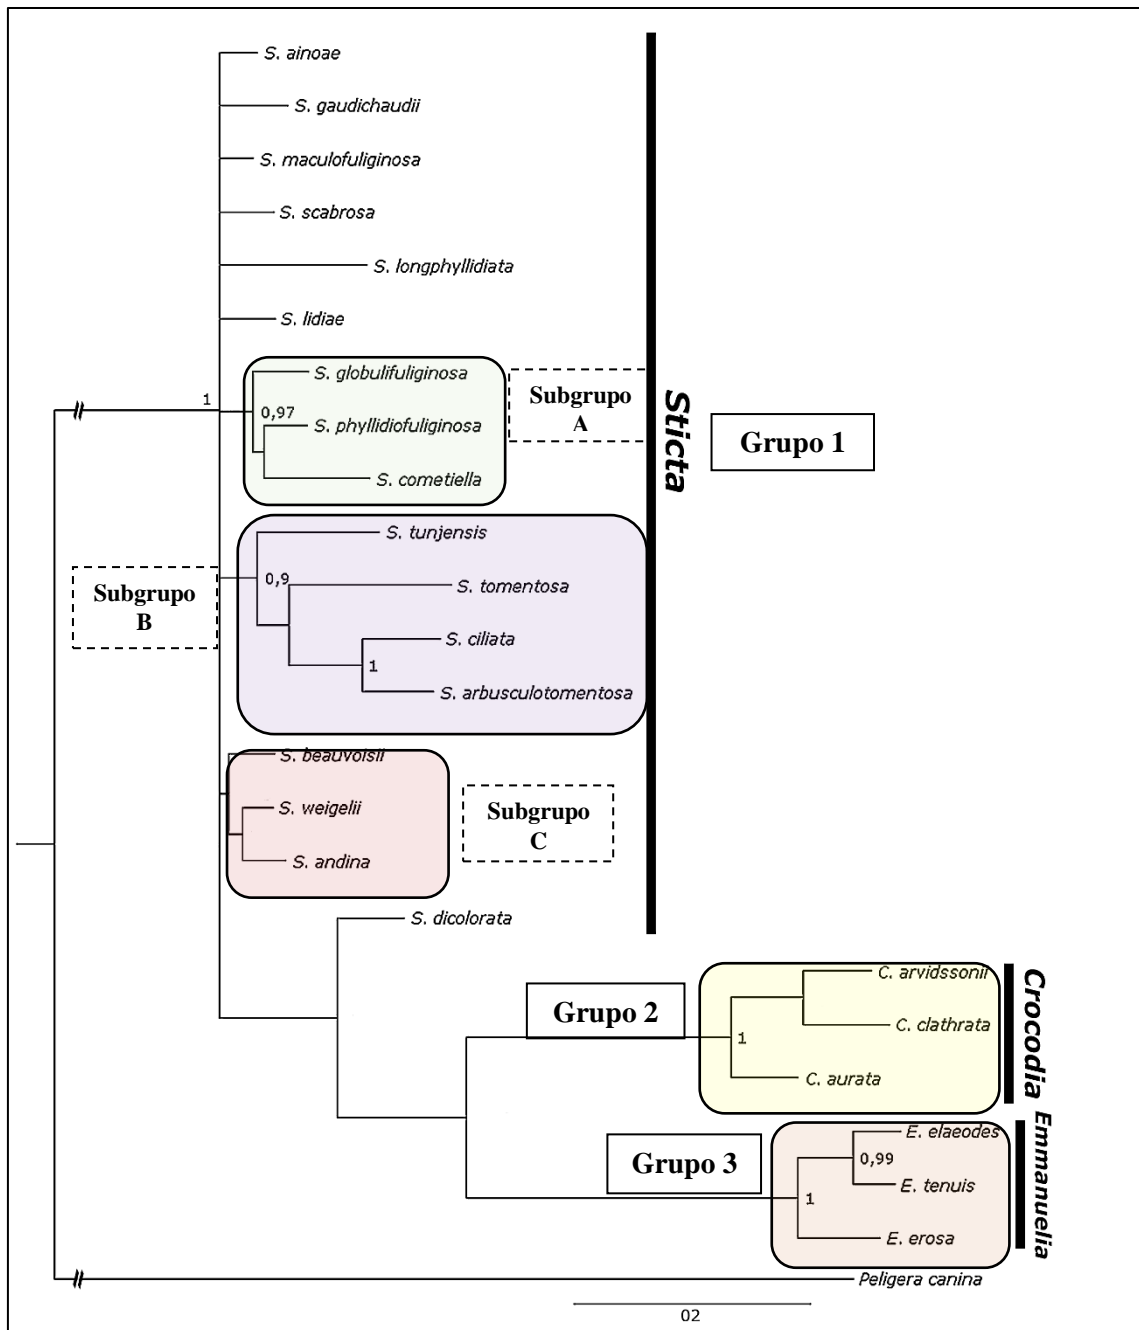 S. ainoae
S. gaudichaudii
S. maculofuliginosa
S. scabrosa
S. longphyllidiata
S. lidiae
S. globulifuliginosa
Subgrupo
A
1
0,97
S. phyllidiofuliginosa
Sticta
Grupo 1
S. cometiella
S. tunjensis
Subgrupo
B
0,9
S. tomentosa
S. ciliata
1
S. arbusculotomentosa
S. beauvoisii
S. weigelii
Subgrupo
C
S. andina
S. dicolorata
C. arvidssonii
Crocodia
Grupo 2
C. clathrata
1
C. aurata
E. elaeodes
Emmanuelia
Grupo 3
0,99
E. tenuis
1
E. erosa
Peligera canina
02